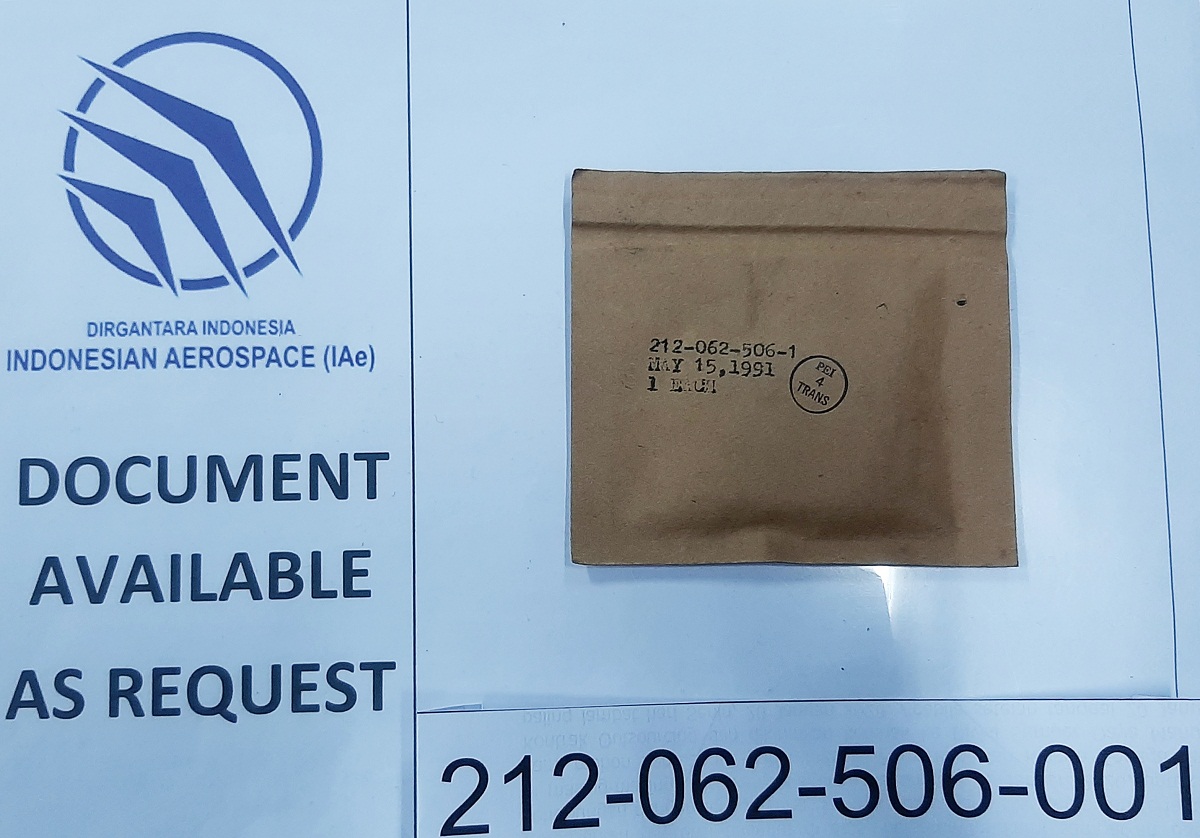 DIRGANTARA INDONESIA
INDONESIAN AEROSPACE (IAe)
DOCUMENT
AVAILABLE
AS REQUEST
212-062-506-1
MAY 15,1991
1 EACH
PEI
4
TRANS
212-062-506-001